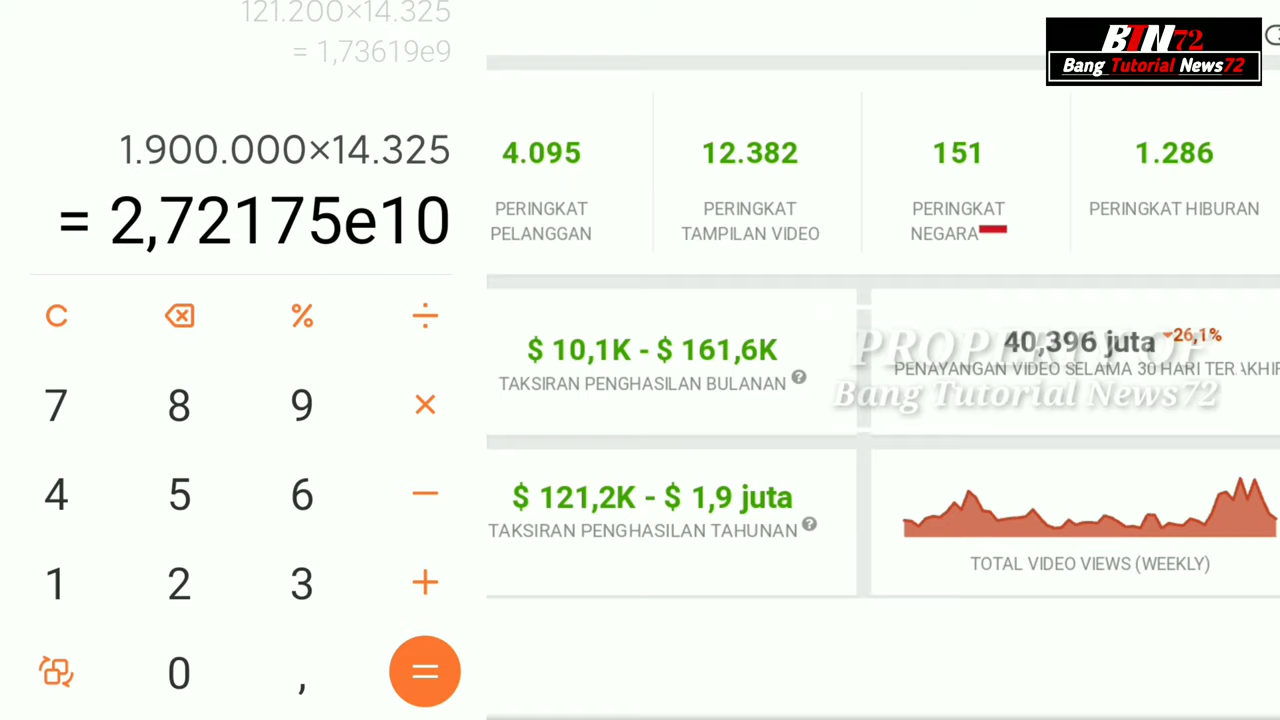 121.200×14.325
= 1,73619e9
1.900.000×14.325
= 2,72175e10
C
%
÷
7
8
9
×
4
5
6
−
1
2
3
+
0
,
=
BTN72
Bang Tutorial News72
4.095
PERINGKAT
PELANGGAN
12.382
PERINGKAT
TAMPILAN VIDEO
151
PERINGKAT
NEGARA
1.286
PERINGKAT HIBURAN
$ 10,1K - $ 161,6K
TAKSIRAN PENGHASILAN BULANAN ?
40,396 juta 26,1%
PENAYANGAN VIDEO SELAMA 30 HARI
PROPERTY OF
Bang Tutorial News72
$ 121,2K - $ 1,9 juta
TAKSIRAN PENGHASILAN TAHUNAN ?
TOTAL VIDEO VIEWS (WEEKLY)